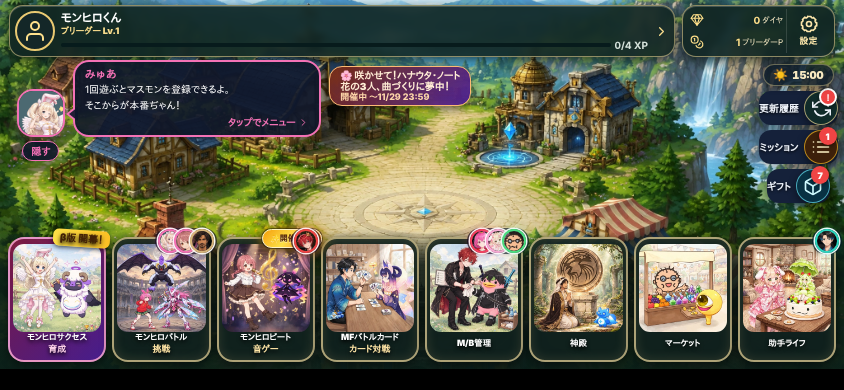 モンヒロくん
ブリーダー Lv.1
0/4 XP
0 ダイヤ
1 ブリーダーP
設定
みゅあ
1回遊ぶとマスモンを登録できるよ。
そこからが本番ぢゃん!
タップでメニュー
隠す
🌸 咲かせて!ハナウタ・ノート
花の3人、曲づくりに夢中!
開催中 〜11/29 23:59
☀️ 15:00
更新履歴
!
ミッション
1
ギフト
7
β版 開幕!
モンヒロサクセス
育成
モンヒロバトル
挑戦
モンヒロビート
音ゲー
MFバトルカード
カード対戦
M/B管理
神殿
マーケット
助手ライフ